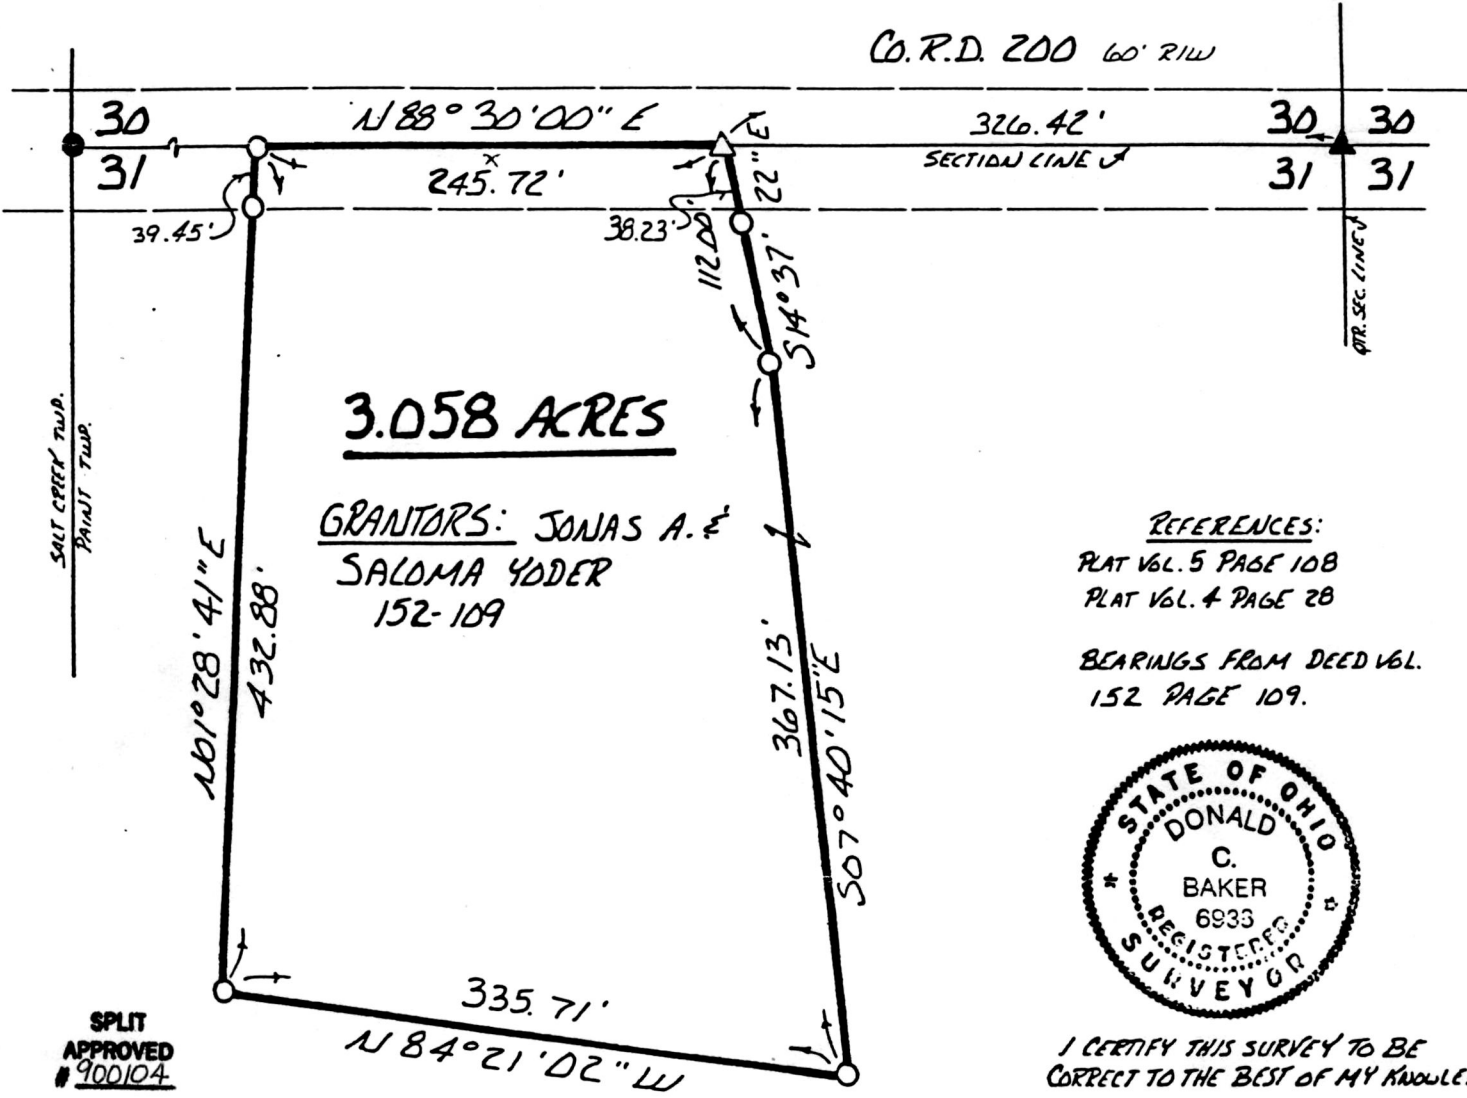 CO. R.D. 200 60' R/W
30
31
N 88° 30' 00" E
245.72'
326.42'
SECTION LINE
30 30
31 31
39.45'
38.23'
112.00'
S 14° 37' 22" E
QTR. SEC. LINE
SALT CREEK TWP.
PAINT TWP.
3.058 ACRES
GRANTORS: JONAS A. &
SALOMA YODER
152-109
N 01° 28' 41" E
432.88'
367.13'
S 07° 40' 15" E
335.71'
N 84° 21' 02" W
REFERENCES:
PLAT VOL. 5 PAGE 108
PLAT VOL. 4 PAGE 28
BEARINGS FROM DEED VOL.
152 PAGE 109.
STATE OF OHIO
DONALD
C.
BAKER
6933
REGISTERED
SURVEYOR
SPLIT
APPROVED
# 900104
I CERTIFY THIS SURVEY TO BE
CORRECT TO THE BEST OF MY KNOWLE